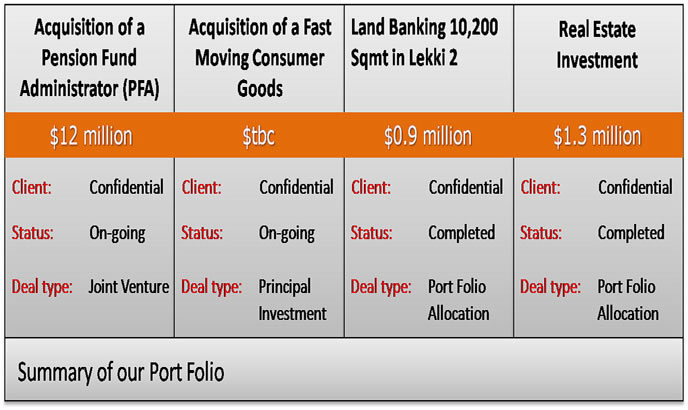 Acquisition of a
Pension Fund
Administrator (PFA)
$12 million
Client: Confidential
Status: On-going
Deal type: Joint Venture
Acquisition of a Fast
Moving Consumer
Goods
$tbc
Client: Confidential
Status: On-going
Deal type: Principal
Investment
Land Banking 10,200
Sqmt in Lekki 2
$0.9 million
Client: Confidential
Status: Completed
Deal type: Port Folio
Allocation
Real Estate
Investment
$1.3 million
Client: Confidential
Status: Completed
Deal type: Port Folio
Allocation
Summary of our Port Folio